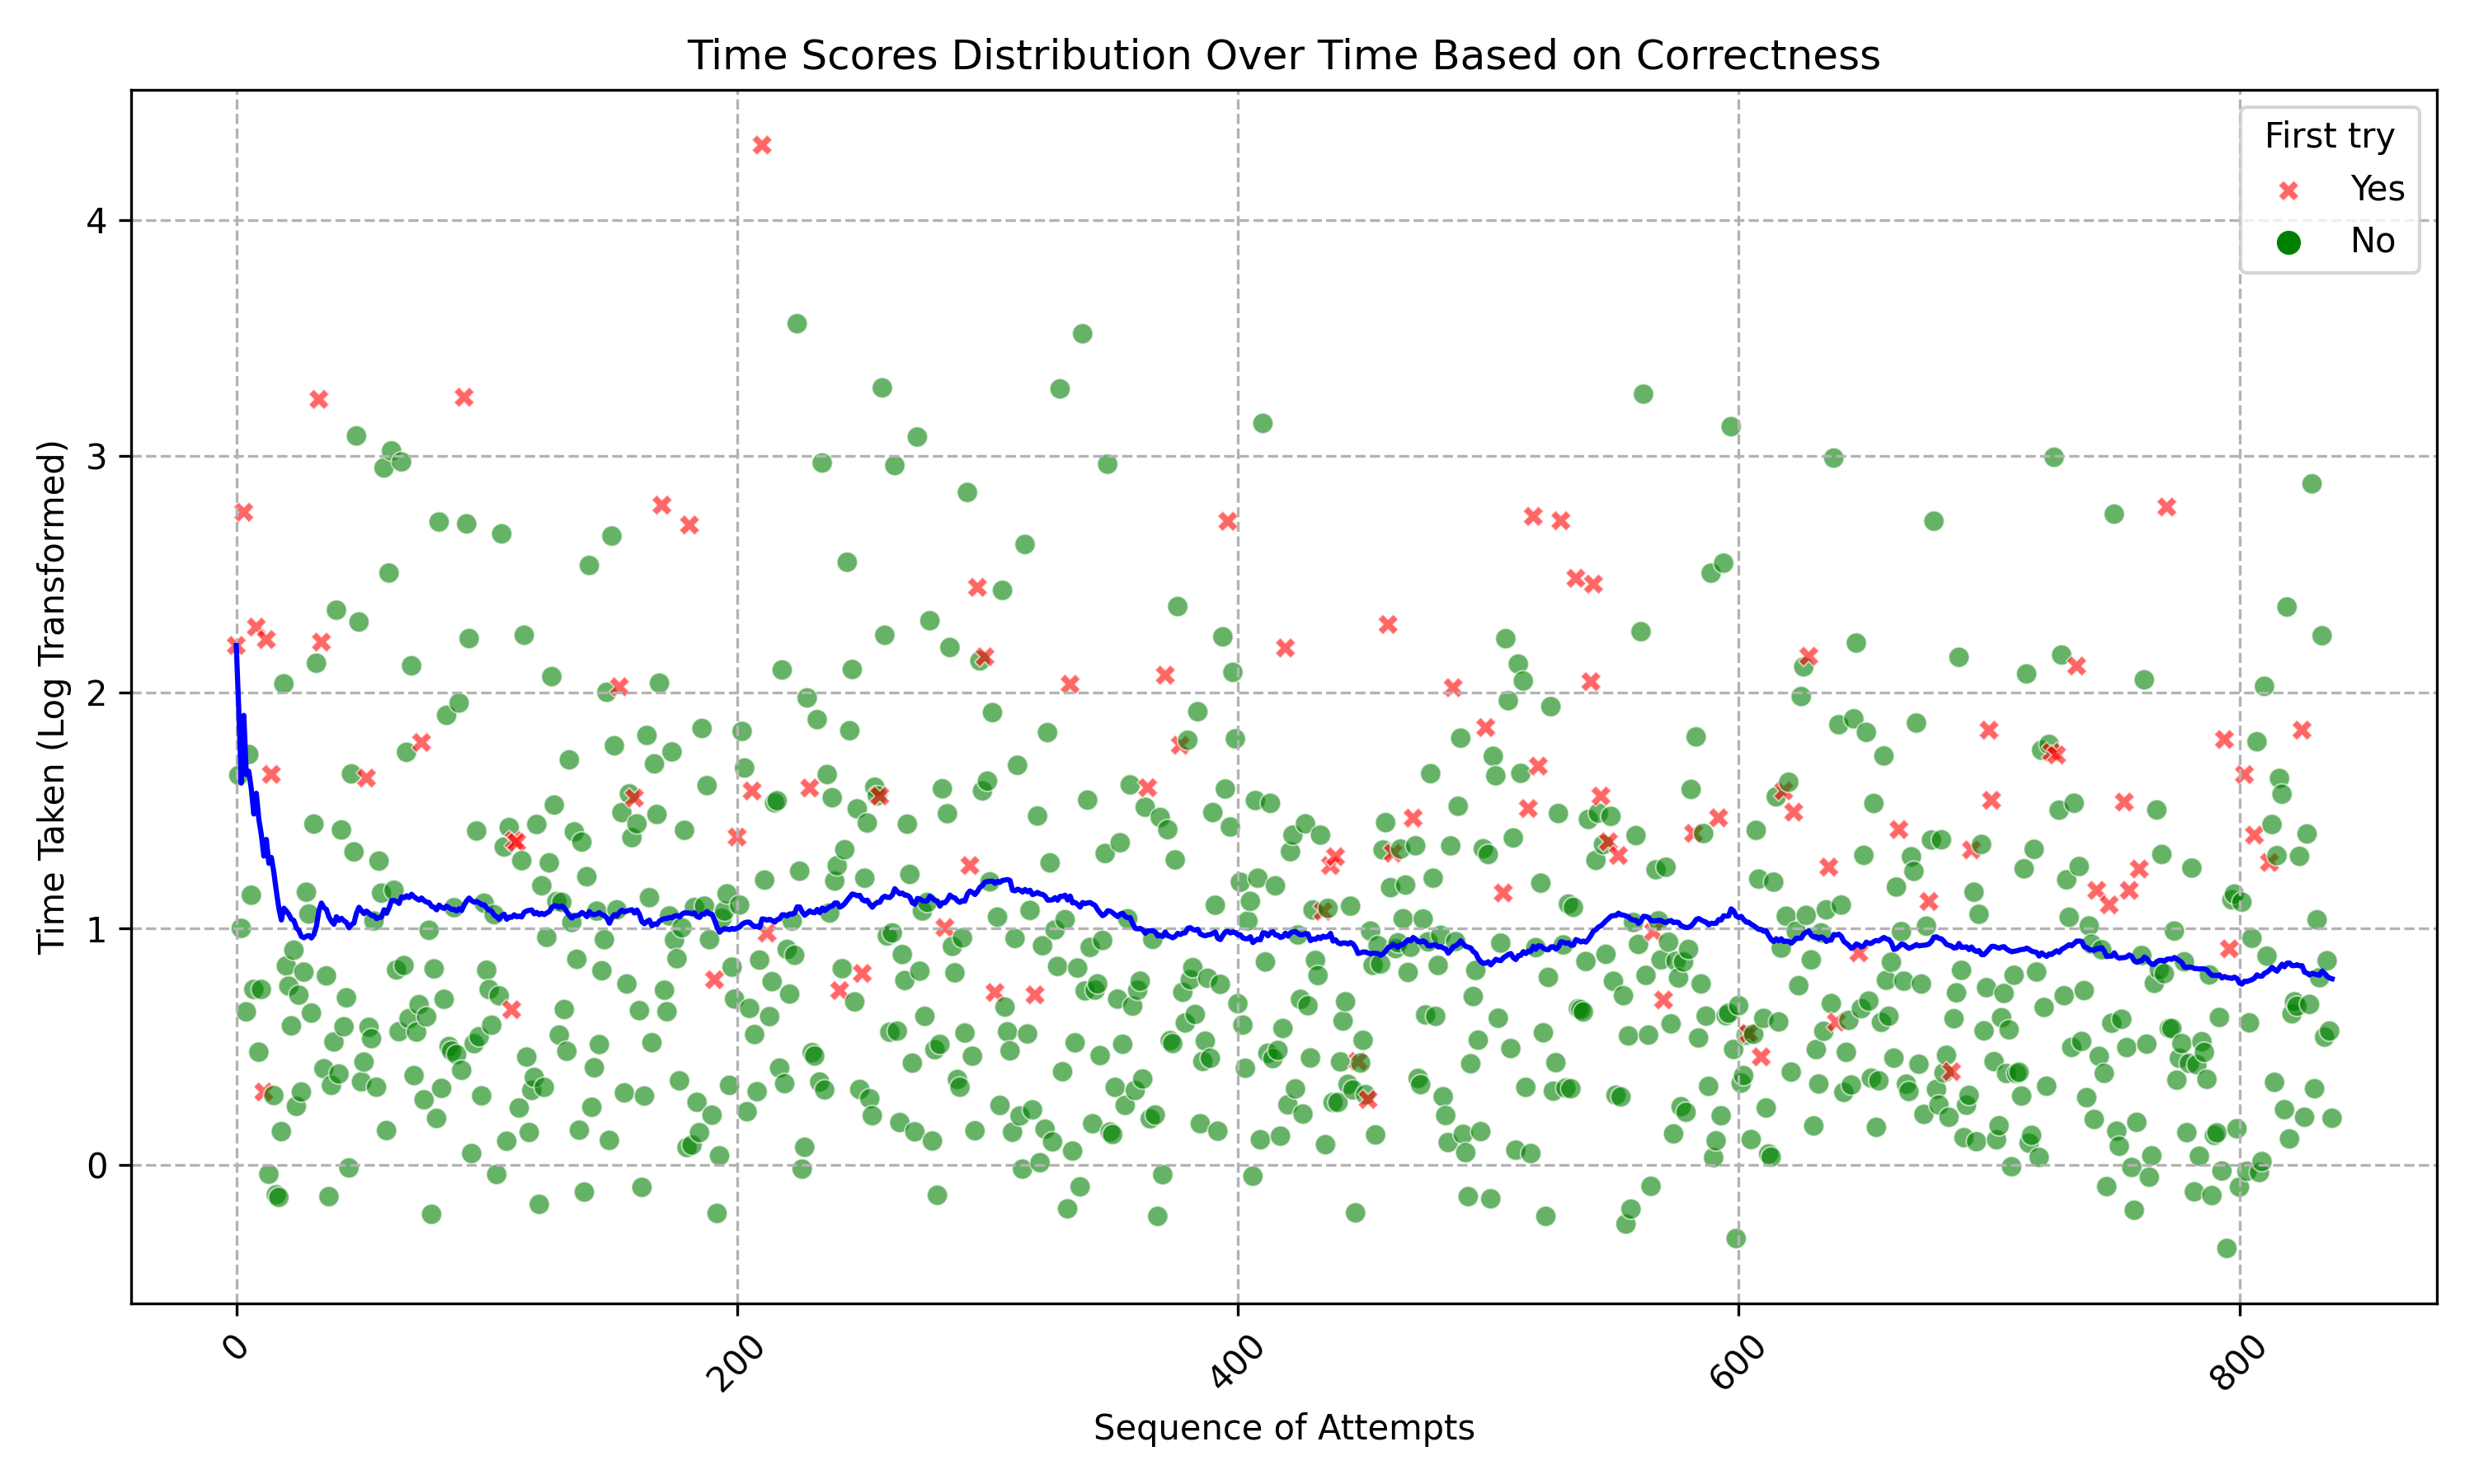 Time Scores Distribution Over Time Based on Correctness
First try
Yes
No
Time Taken (Log Transformed)
4
3
2
1
0
0
200
400
600
800
Sequence of Attempts